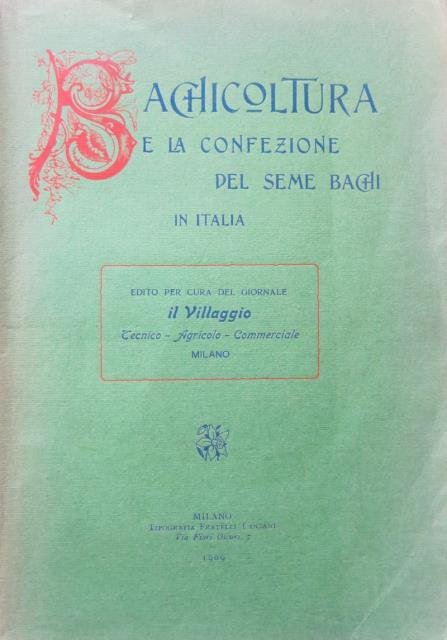 BACHICOLTURA
E LA CONFEZIONE
DEL SEME BACHI
IN ITALIA
EDITO PER CURA DEL GIORNALE
il Villaggio
Tecnico - Agricolo - Commerciale
MILANO
MILANO
TIPOGRAFIA FRATELLI LANZANI
Via Fiori Oscuri, 7
1909